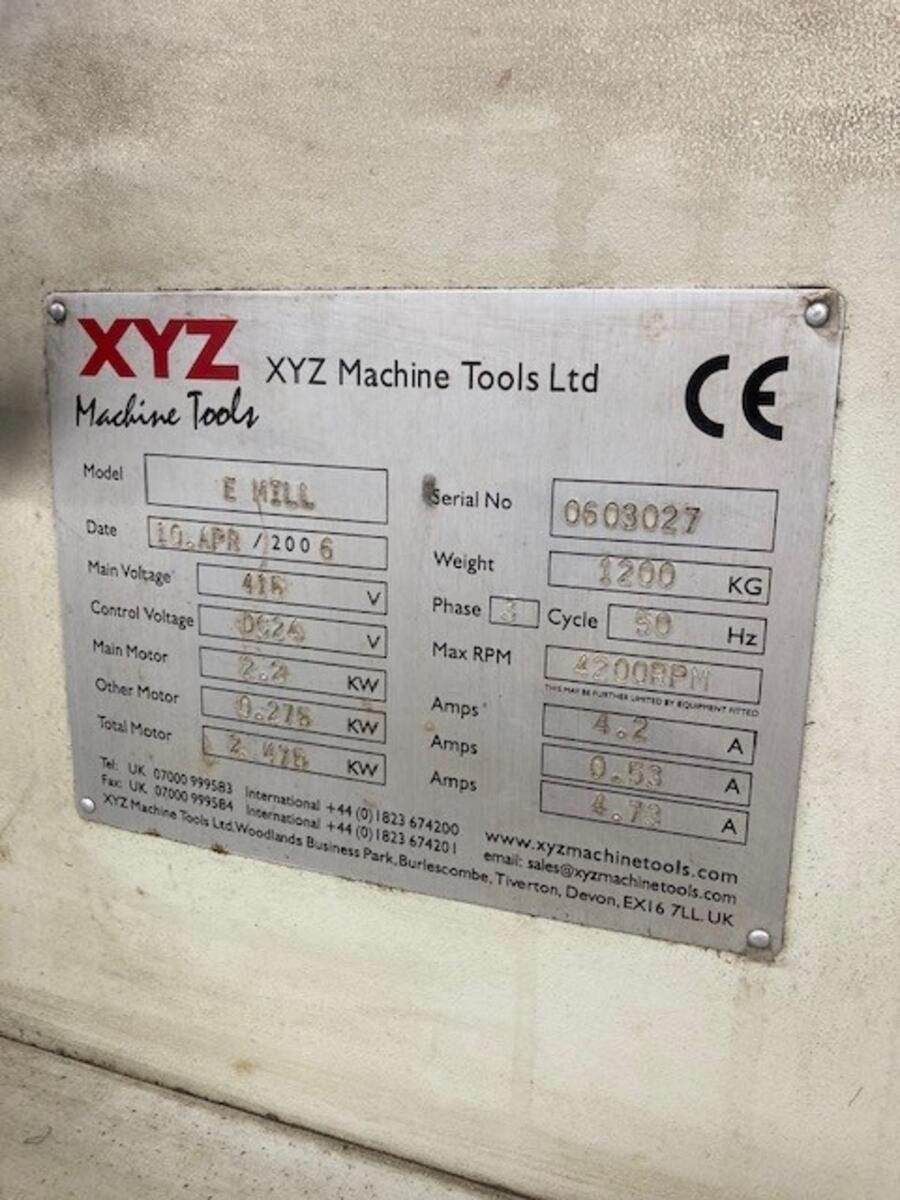 XYZ
Machine Tools
XYZ Machine Tools Ltd
CE
Model E MILL
Serial No 0603027
Date 10.APR / 2006
Weight 1200 KG
Main Voltage 415 V
Phase 3 Cycle 50 Hz
Control Voltage DC24 V
Max RPM 4200RPM
THIS MAY BE FURTHER LIMITED BY EQUIPMENT FITTED
Main Motor 2.2 KW
Amps 4.2 A
Other Motor 0.275 KW
Amps 0.53 A
Total Motor 2.475 KW
Amps 4.73 A
Tel: UK 07000 999583 International +44 (0)1823 674200
Fax: UK 07000 999584 International +44 (0)1823 674201
www.xyzmachinetools.com
email: sales@xyzmachinetools.com
XYZ Machine Tools Ltd, Woodlands Business Park, Burlescombe, Tiverton, Devon, EX16 7LL. UK